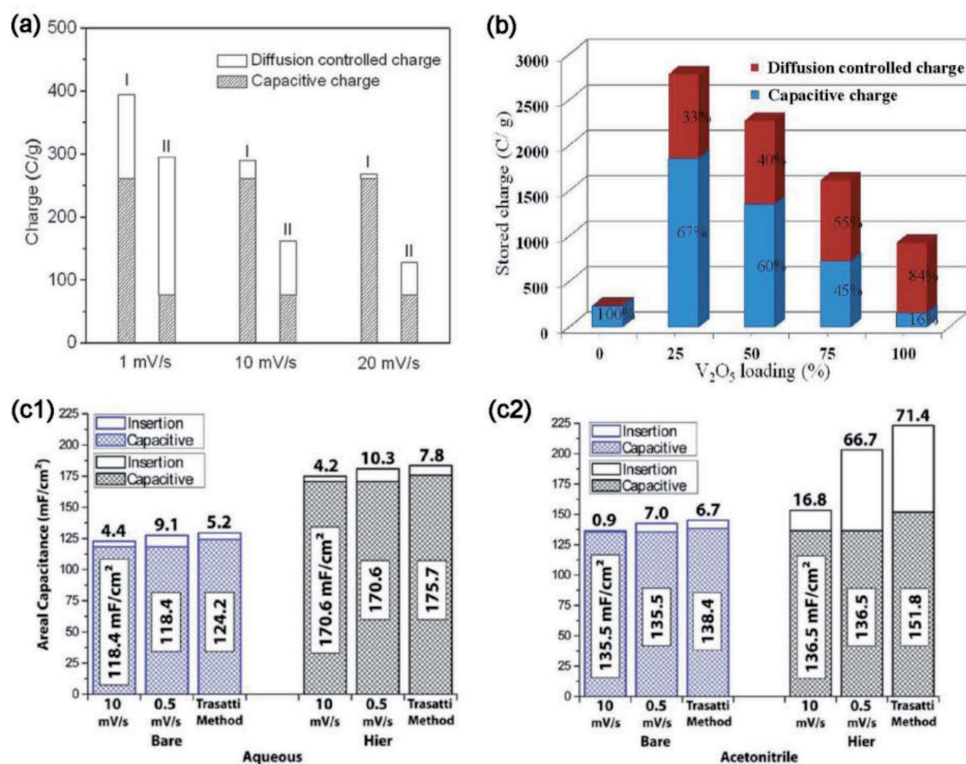 (a)
500
400
300
200
100
0
Charge (C/g)
Diffusion controlled charge
Capacitive charge
I
II
I
II
I
II
1 mV/s
10 mV/s
20 mV/s
(b)
3000
2500
2000
1500
1000
500
0
Stored charge (C/ g)
Diffusion controlled charge
Capacitive charge
100%
33%
67%
40%
60%
55%
45%
84%
16%
0
25
50
75
100
V₂O₅ loading (%)
(c1)
225
200
175
150
125
100
75
50
25
0
Areal Capacitance (mF/cm²)
Insertion
Capacitive
Insertion
Capacitive
4.4
9.1
5.2
4.2
10.3
7.8
118.4 mF/cm²
118.4
124.2
170.6 mF/cm²
170.6
175.7
10 mV/s
0.5 mV/s
Trasatti Method
10 mV/s
0.5 mV/s
Trasatti Method
Bare
Hier
Aqueous
(c2)
225
200
175
150
125
100
75
50
25
0
Insertion
Capacitive
Insertion
Capacitive
0.9
7.0
6.7
16.8
66.7
71.4
135.5 mF/cm²
135.5
138.4
136.5 mF/cm²
136.5
151.8
10 mV/s
0.5 mV/s
Trasatti Method
10 mV/s
0.5 mV/s
Trasatti Method
Bare
Hier
Acetonitrile